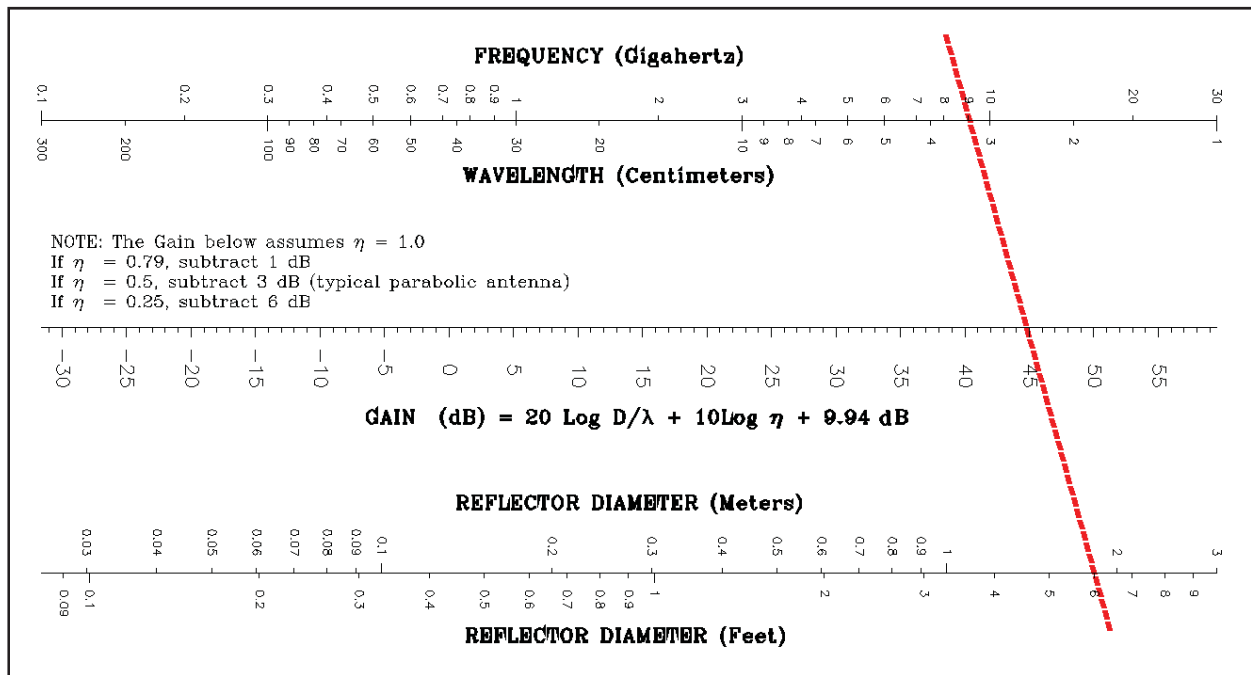 FREQUENCY (Gigahertz)
0.1 0.2 0.3 0.4 0.5 0.6 0.7 0.8 0.9 1 2 3 4 5 6 7 8 9 10 20 30
300 200 100 90 80 70 60 50 40 30 20 10 9 8 7 6 5 4 3 2 1
WAVELENGTH (Centimeters)
NOTE: The Gain below assumes η = 1.0
If η = 0.79, subtract 1 dB
If η = 0.5, subtract 3 dB (typical parabolic antenna)
If η = 0.25, subtract 6 dB
-30 -25 -20 -15 -10 -5 0 5 10 15 20 25 30 35 40 45 50 55
GAIN (dB) = 20 Log D/λ + 10Log η + 9.94 dB
REFLECTOR DIAMETER (Meters)
0.03 0.04 0.05 0.06 0.07 0.08 0.09 0.1 0.2 0.3 0.4 0.5 0.6 0.7 0.8 0.9 1 2 3
0.09 0.1 0.2 0.3 0.4 0.5 0.6 0.7 0.8 0.9 1 2 3 4 5 6 7 8 9
REFLECTOR DIAMETER (Feet)